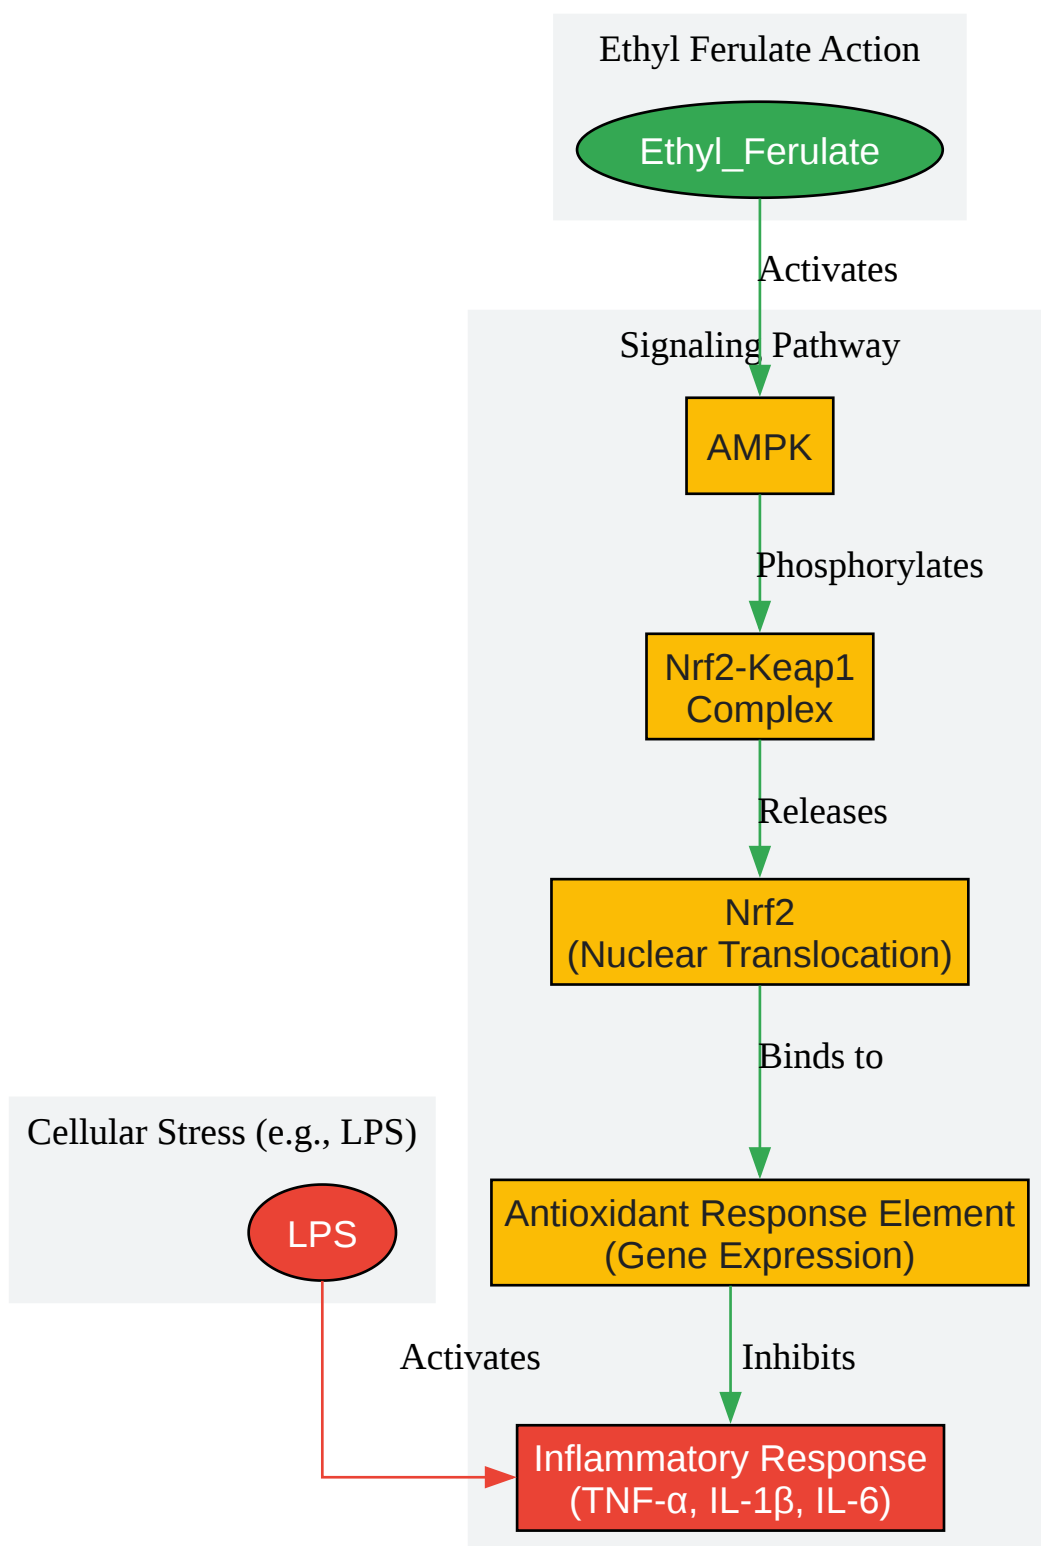 Ethyl Ferulate Action
Ethyl_Ferulate
Activates
Signaling Pathway
AMPK
Phosphorylates
Nrf2-Keap1
Complex
Releases
Nrf2
(Nuclear Translocation)
Binds to
Cellular Stress (e.g., LPS)
LPS
Antioxidant Response Element
(Gene Expression)
Activates
Inhibits
Inflammatory Response
(TNF-α, IL-1β, IL-6)